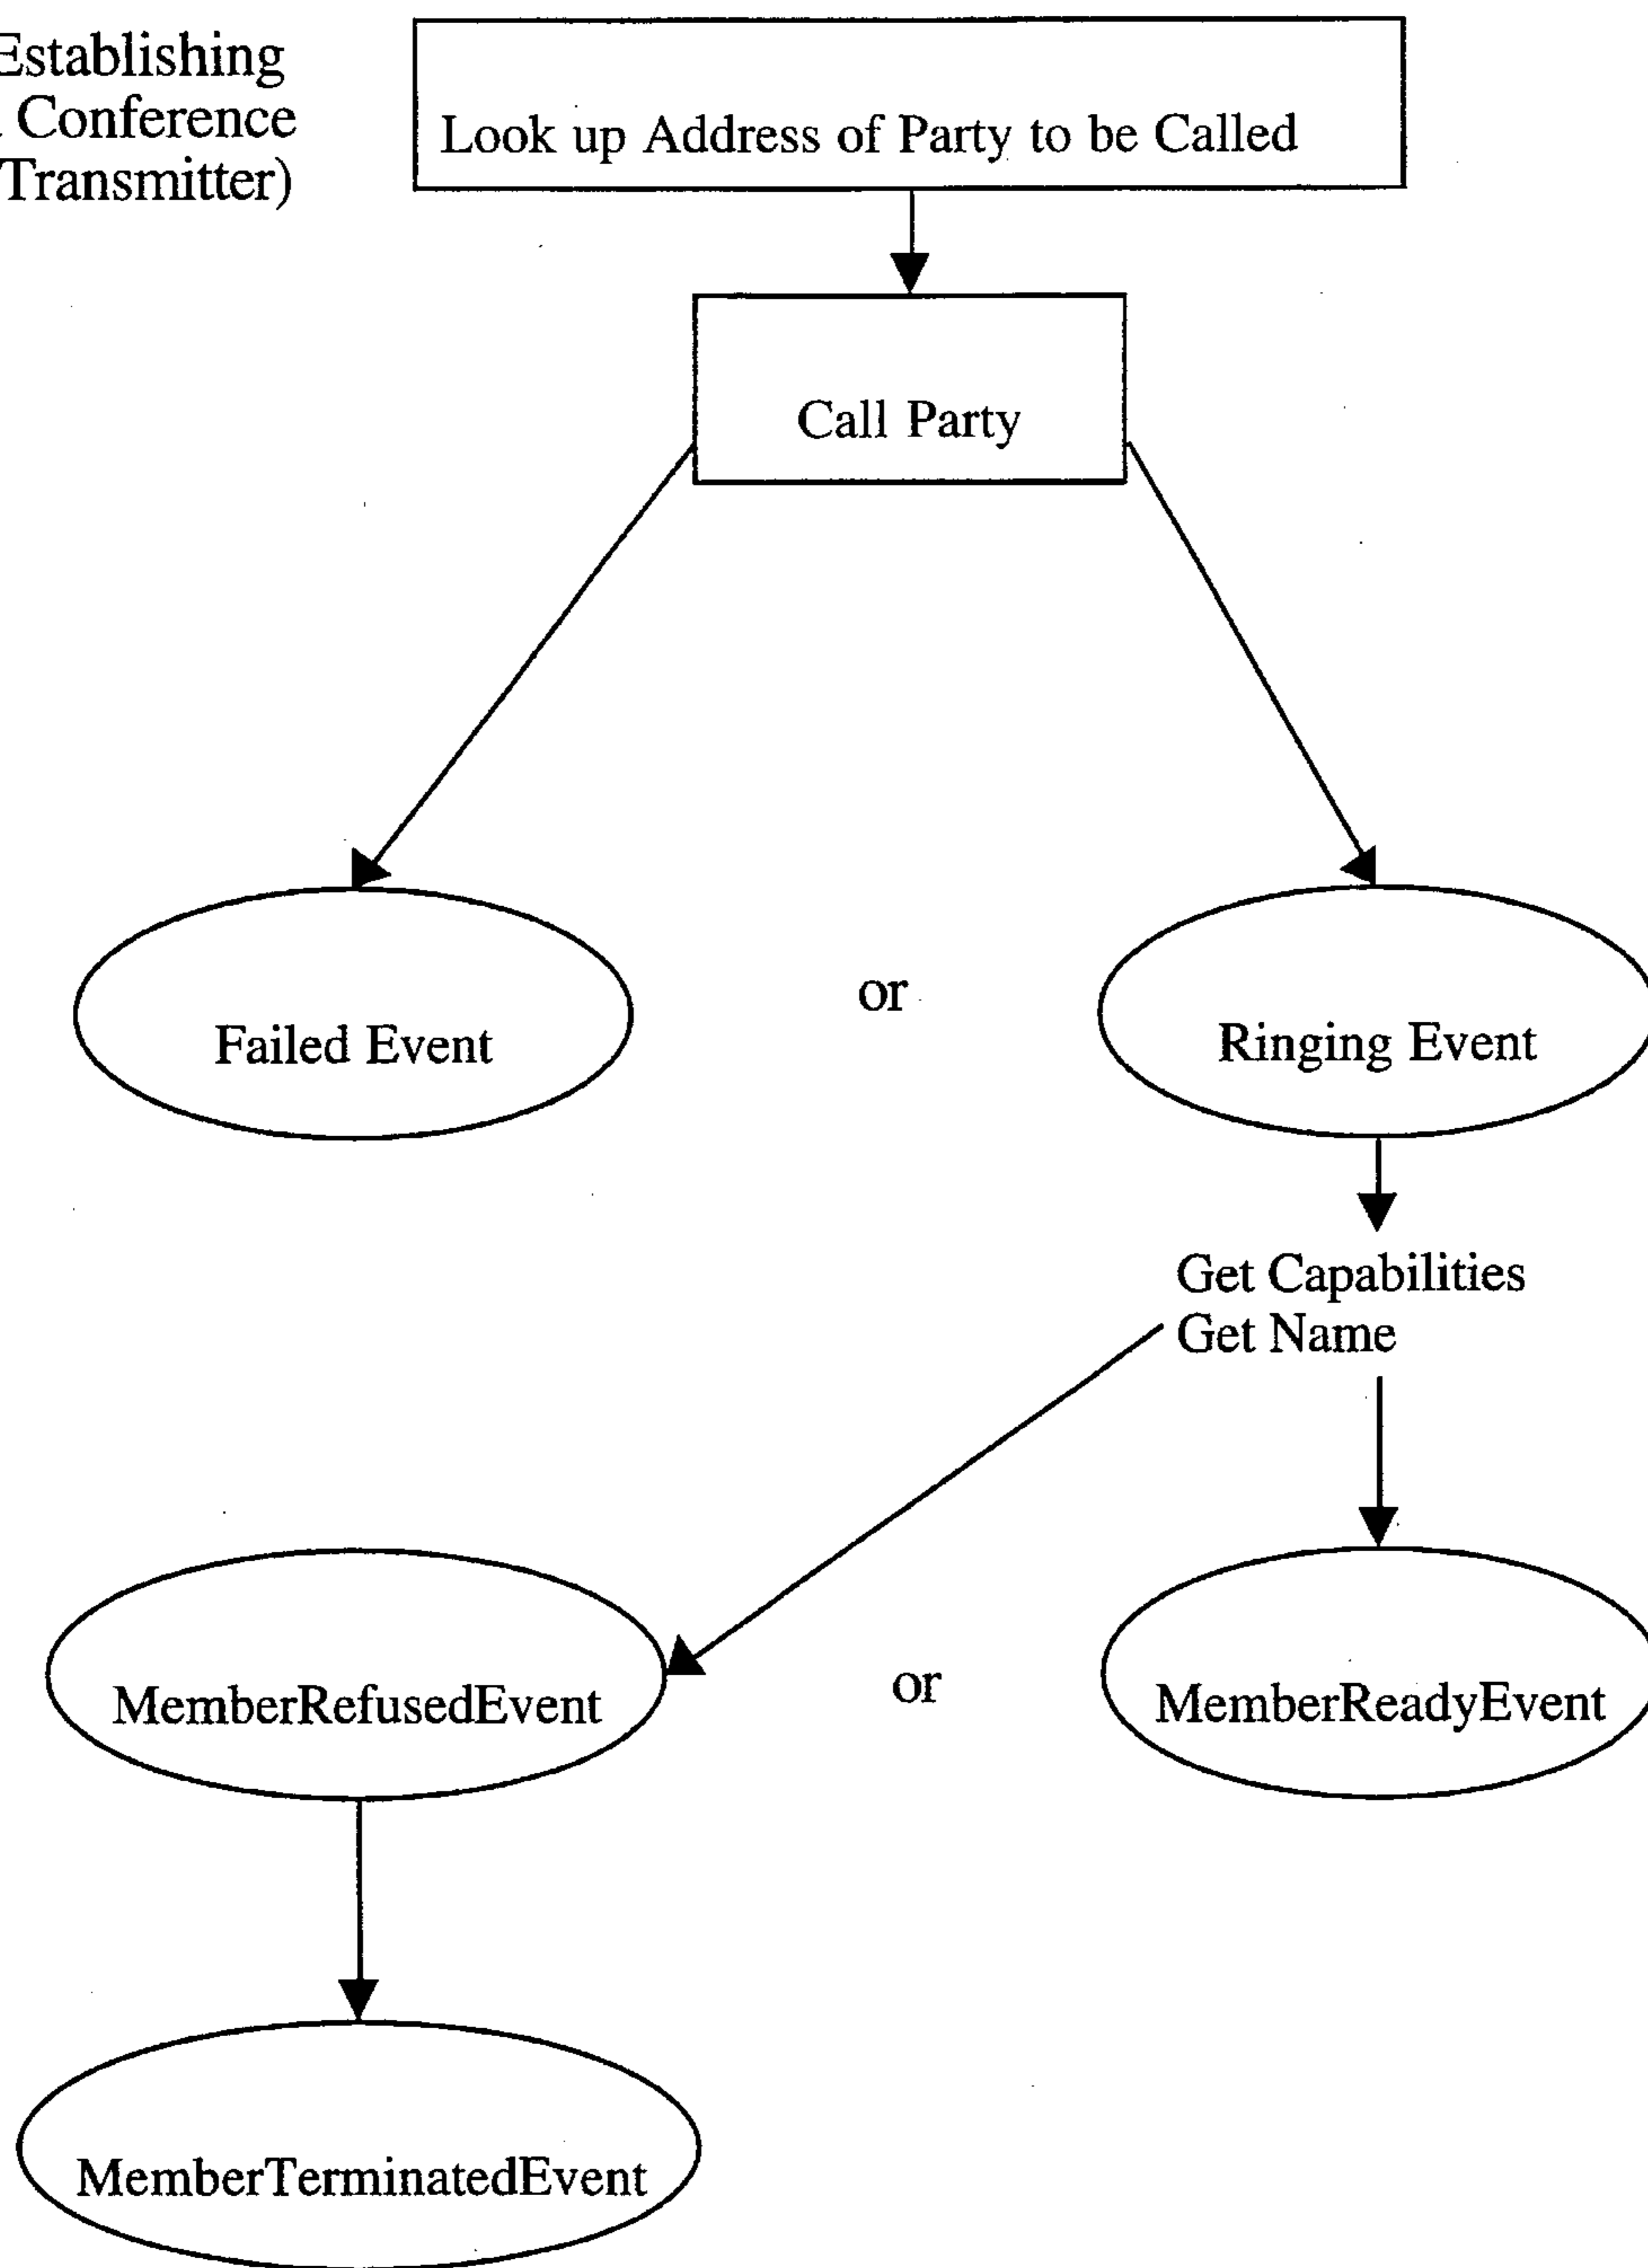 Establishing
Conference
Transmitter)
Look up Address of Party to be Called
Call Party
Failed Event
or
Ringing Event
Get Capabilities
Get Name
MemberRefusedEvent
or
MemberReadyEvent
MemberTerminatedEvent